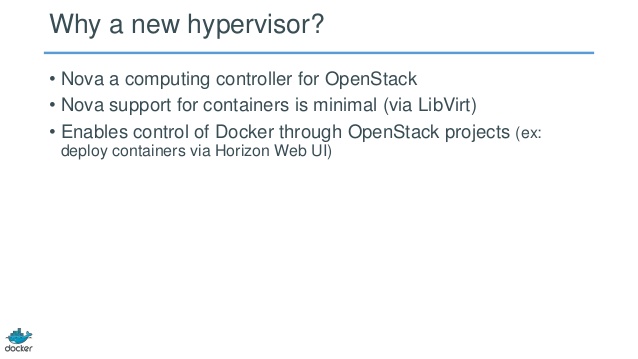 Why a new hypervisor?
• Nova a computing controller for OpenStack
• Nova support for containers is minimal (via LibVirt)
• Enables control of Docker through OpenStack projects (ex:
deploy containers via Horizon Web UI)
docker